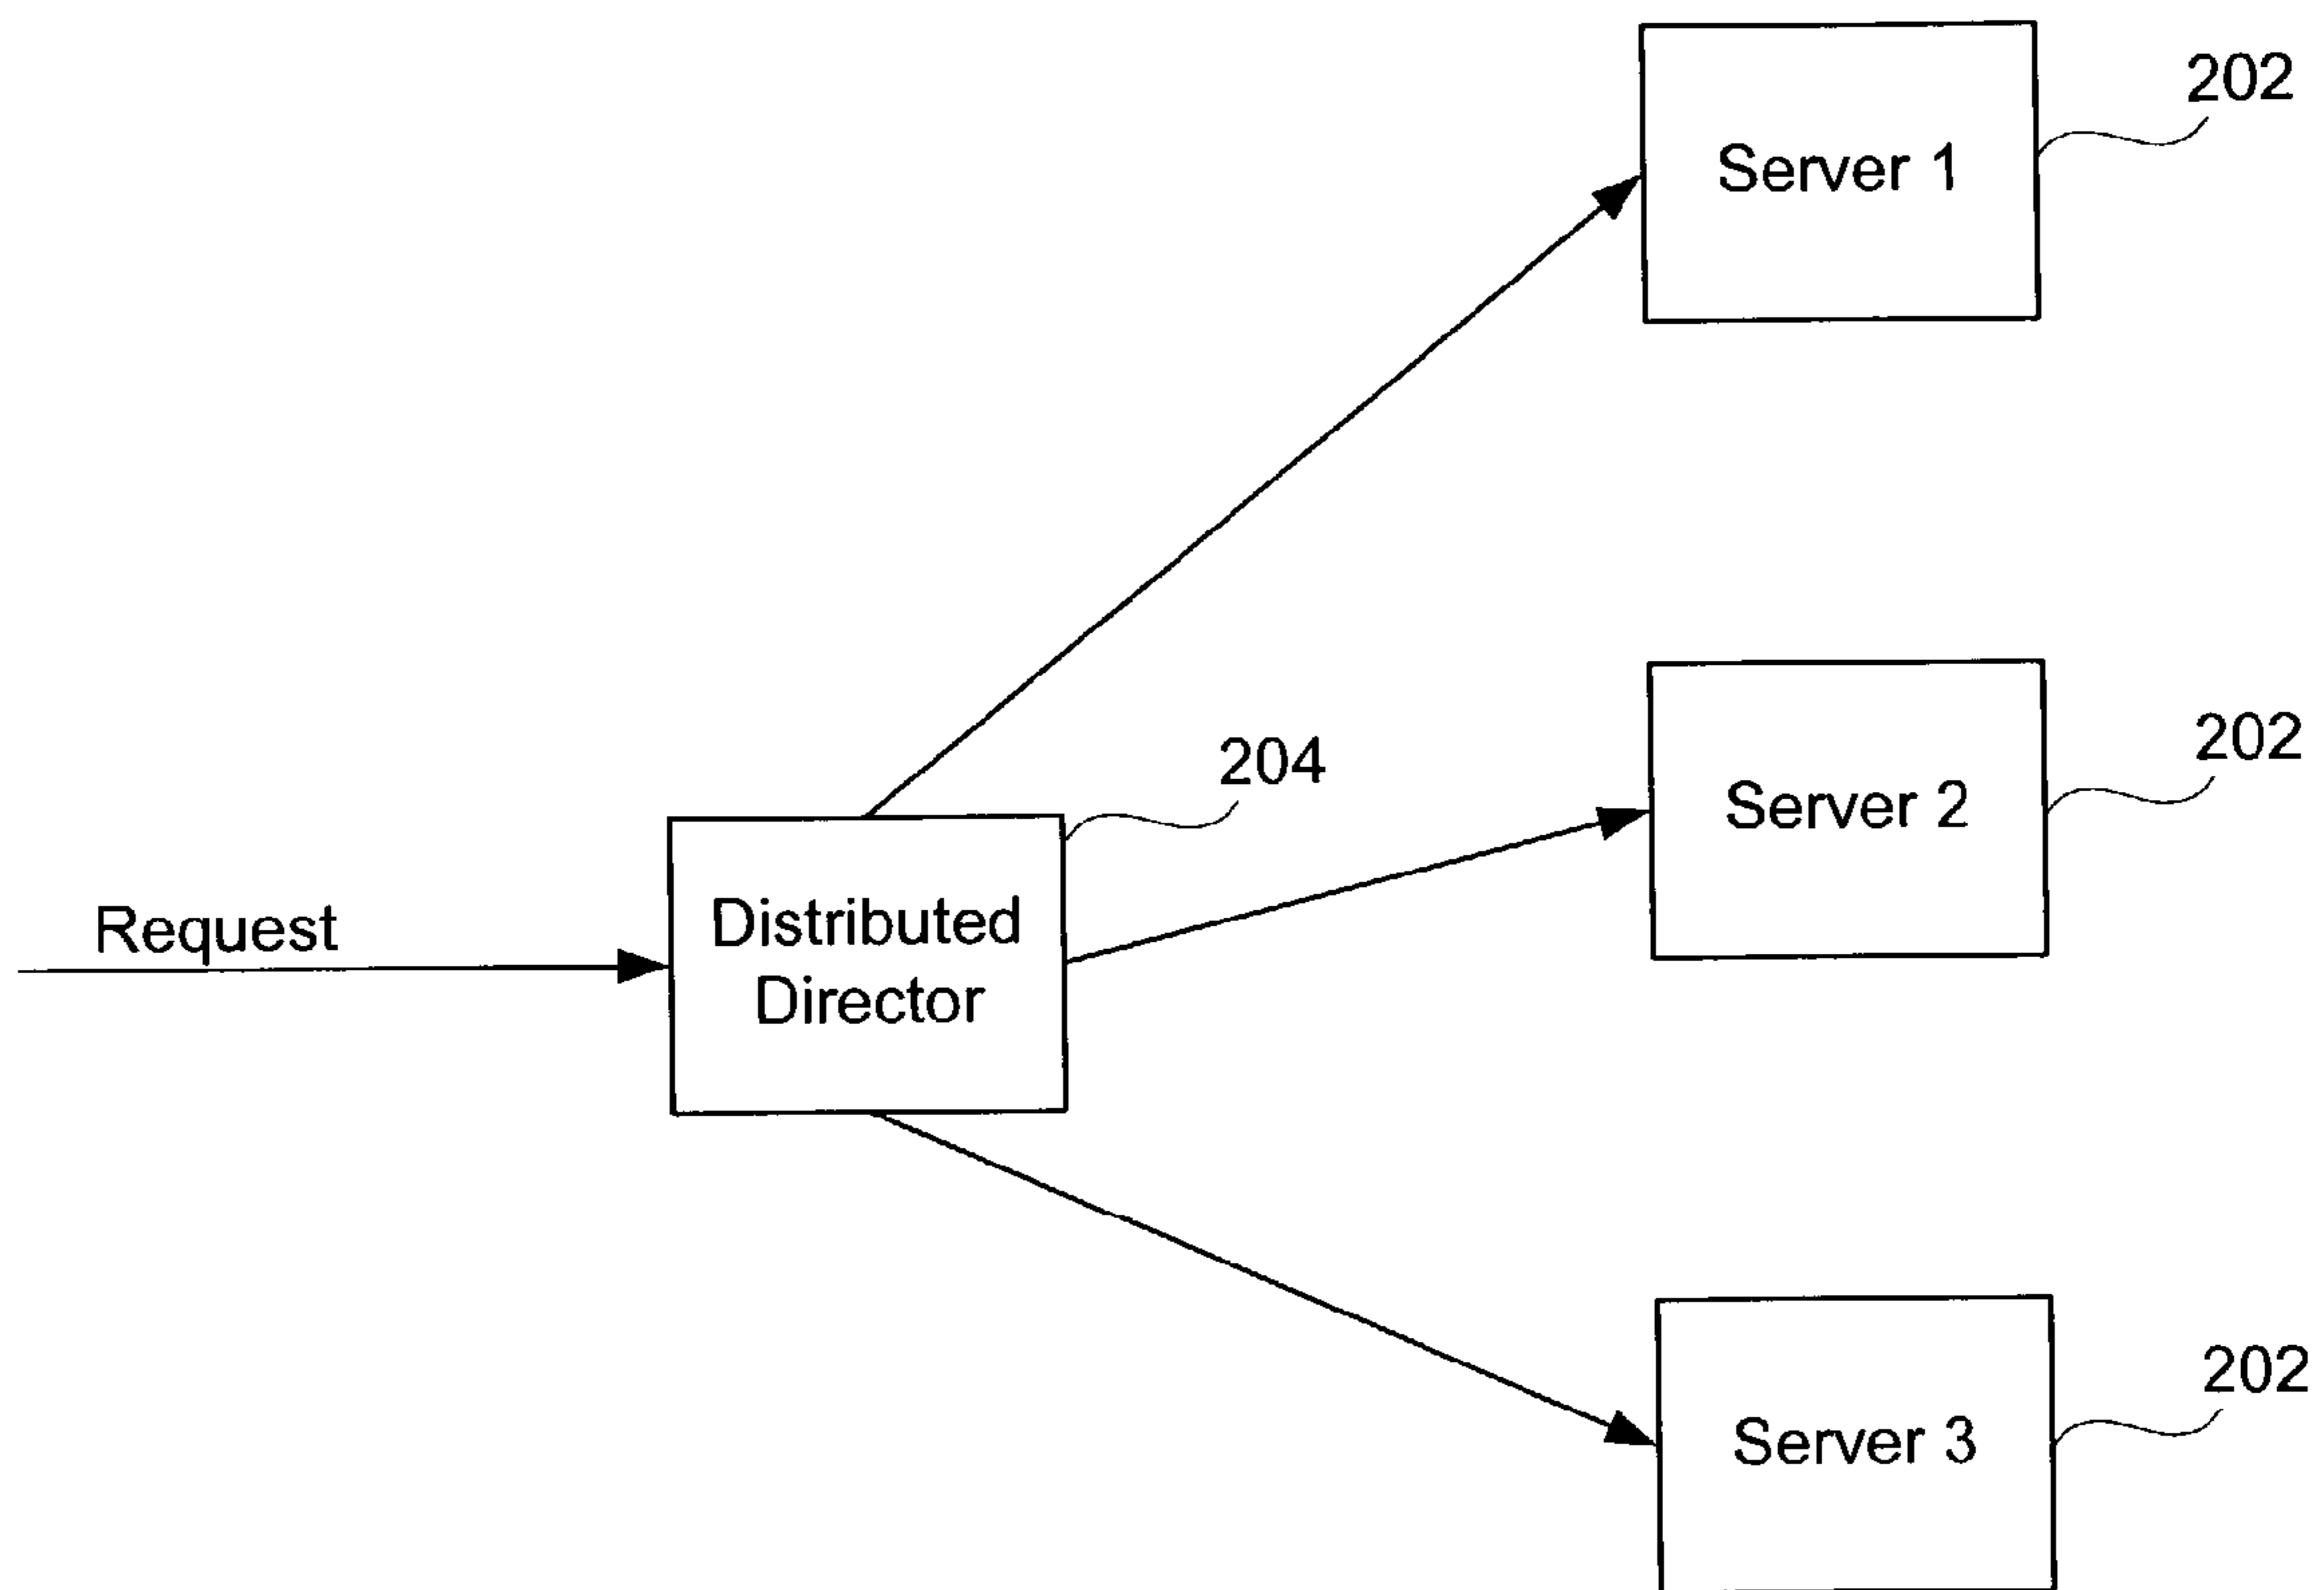 202
Server 1
202
204
Server 2
Request
Distributed
Director
202
Server 3